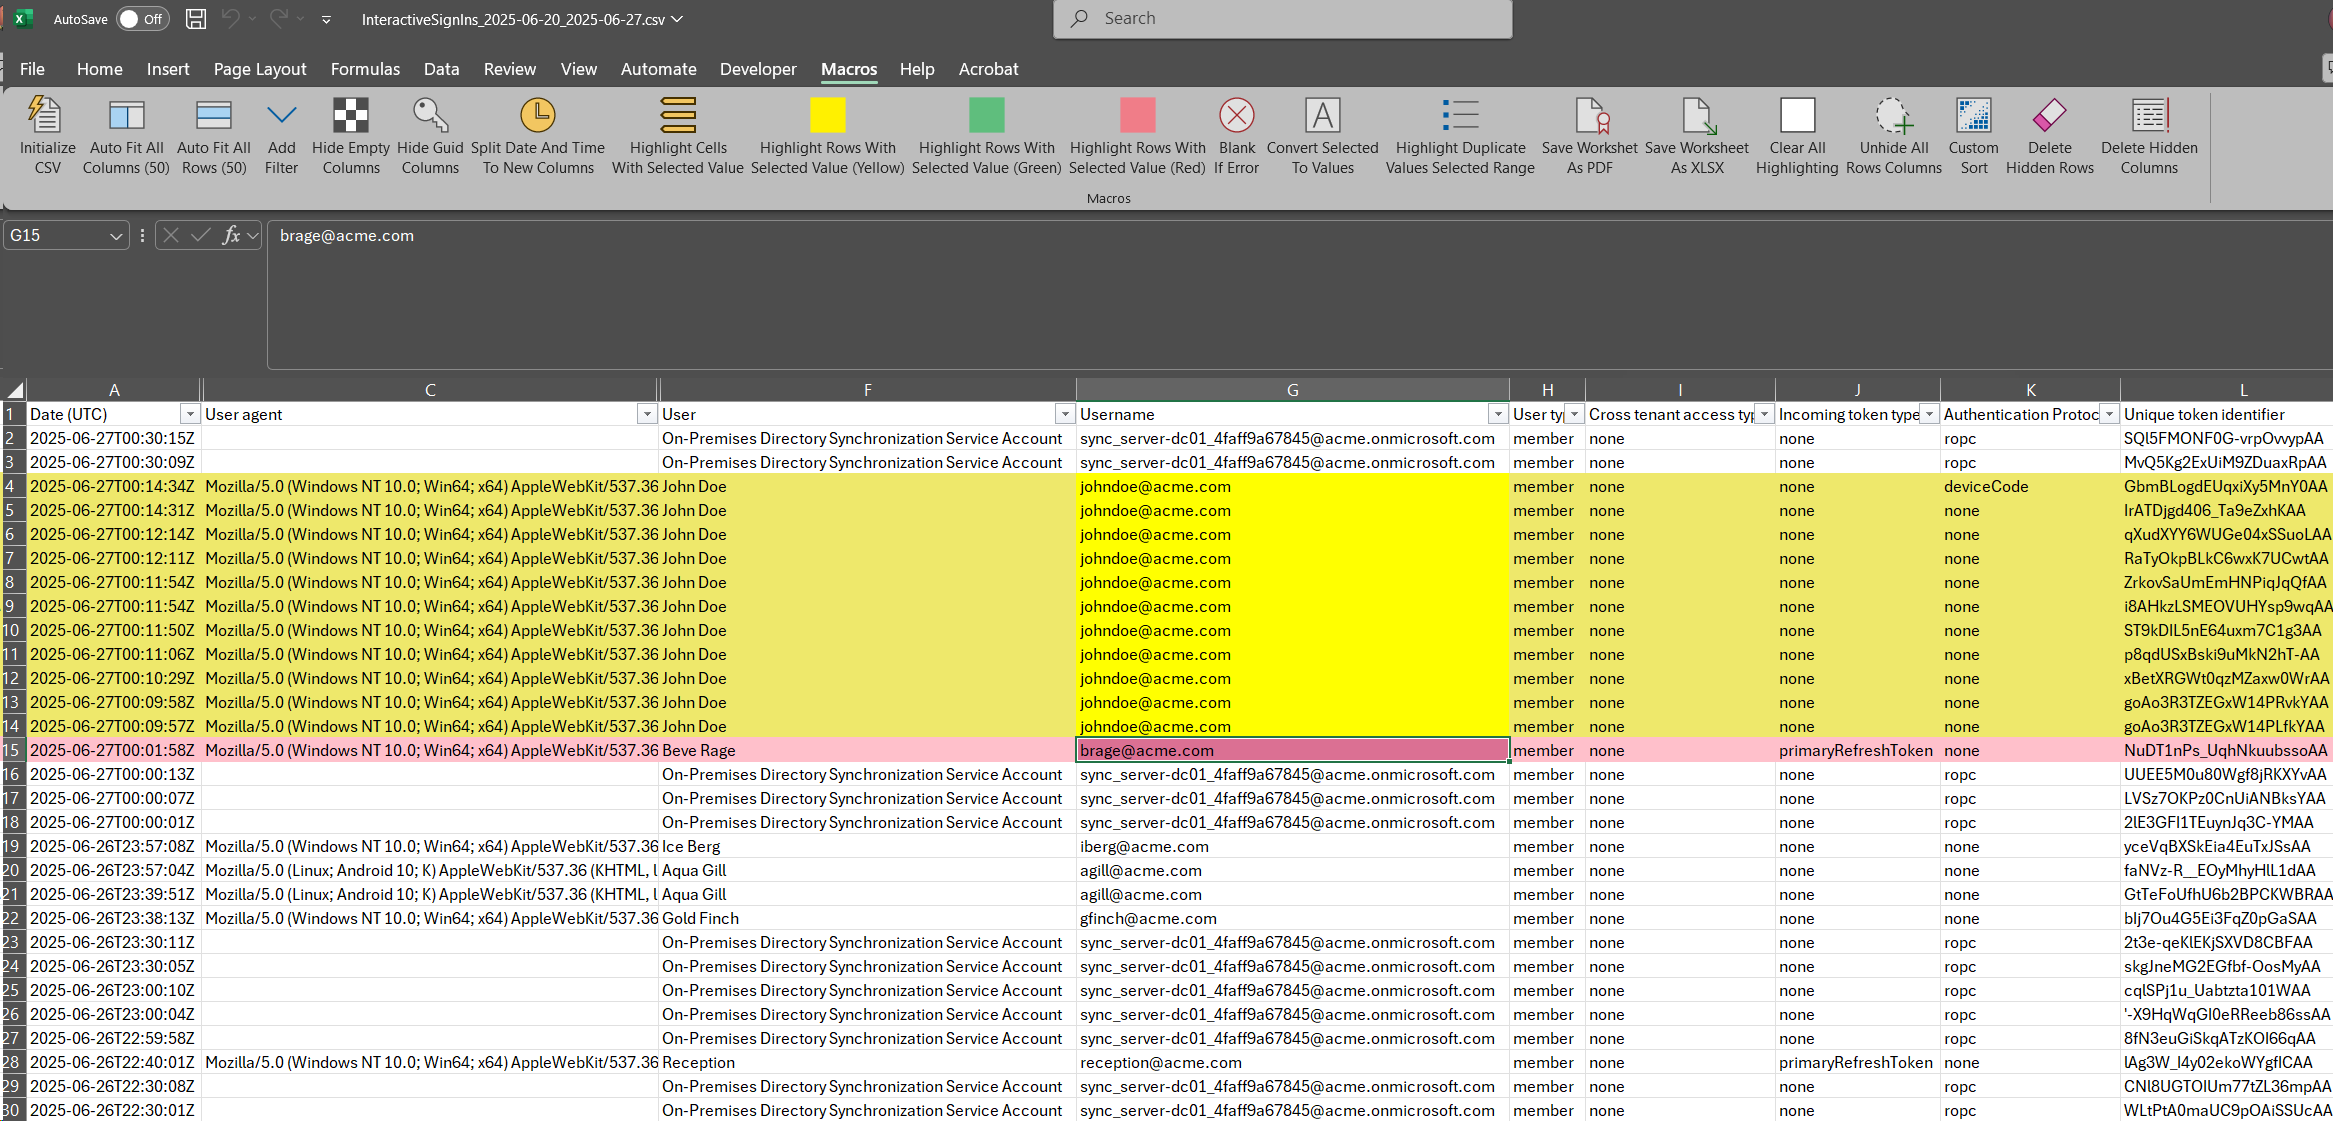 AutoSave Off InteractiveSignIns_2025-06-20_2025-06-27.csv Search
File Home Insert Page Layout Formulas Data Review View Automate Developer Macros Help Acrobat
Initialize CSV
Auto Fit All Columns (50)
Auto Fit All Rows (50)
Add Filter
Hide Empty Columns
Hide Guid Columns
Split Date And Time To New Columns
Highlight Cells With Selected Value
Highlight Rows With Selected Value (Yellow)
Highlight Rows With Selected Value (Green)
Highlight Rows With Selected Value (Red)
Blank If Error
A Convert Selected To Values
Highlight Duplicate Values Selected Range
Save Workshet As PDF
Save Worksheet As XLSX
Clear All Highlighting
Unhide All Rows Columns
Custom Sort
Delete Hidden Rows
Delete Hidden Columns
Macros
G15 fx brage@acme.com
A C F G H I J K L
1 Date (UTC) User agent User Username User ty Cross tenant access typ Incoming token type Authentication Protoc Unique token identifier
2 2025-06-27T00:30:15Z On-Premises Directory Synchronization Service Account sync_server-dc01_4faff9a67845@acme.onmicrosoft.com member none none ropc SQl5FMONF0G-vrpOvvypAA
3 2025-06-27T00:30:09Z On-Premises Directory Synchronization Service Account sync_server-dc01_4faff9a67845@acme.onmicrosoft.com member none none ropc MvQ5Kg2ExUiM9ZDuaxRpAA
4 2025-06-27T00:14:34Z Mozilla/5.0 (Windows NT 10.0; Win64; x64) AppleWebKit/537.36 John Doe johndoe@acme.com member none none deviceCode GbmBLogdEUqxiXy5MnY0AA
5 2025-06-27T00:14:31Z Mozilla/5.0 (Windows NT 10.0; Win64; x64) AppleWebKit/537.36 John Doe johndoe@acme.com member none none none IrATDjgd406_Ta9eZxhKAA
6 2025-06-27T00:12:14Z Mozilla/5.0 (Windows NT 10.0; Win64; x64) AppleWebKit/537.36 John Doe johndoe@acme.com member none none none qXudXYY6WUGe04xSSuoLAA
7 2025-06-27T00:12:11Z Mozilla/5.0 (Windows NT 10.0; Win64; x64) AppleWebKit/537.36 John Doe johndoe@acme.com member none none none RaTyOkpBLkC6wxK7UCwtAA
8 2025-06-27T00:11:54Z Mozilla/5.0 (Windows NT 10.0; Win64; x64) AppleWebKit/537.36 John Doe johndoe@acme.com member none none none ZrkovSaUmEmHNPiqJqQfAA
9 2025-06-27T00:11:54Z Mozilla/5.0 (Windows NT 10.0; Win64; x64) AppleWebKit/537.36 John Doe johndoe@acme.com member none none none i8AHkzLSMEOVUHYsp9wqAA
10 2025-06-27T00:11:50Z Mozilla/5.0 (Windows NT 10.0; Win64; x64) AppleWebKit/537.36 John Doe johndoe@acme.com member none none none ST9kDIL5nE64uxm7C1g3AA
11 2025-06-27T00:11:06Z Mozilla/5.0 (Windows NT 10.0; Win64; x64) AppleWebKit/537.36 John Doe johndoe@acme.com member none none none p8qdUSxBski9uMkN2hT-AA
12 2025-06-27T00:10:29Z Mozilla/5.0 (Windows NT 10.0; Win64; x64) AppleWebKit/537.36 John Doe johndoe@acme.com member none none none xBetXRGWt0qzMZaxw0WrAA
13 2025-06-27T00:09:58Z Mozilla/5.0 (Windows NT 10.0; Win64; x64) AppleWebKit/537.36 John Doe johndoe@acme.com member none none none goAo3R3TZEGxW14PRvkYAA
14 2025-06-27T00:09:57Z Mozilla/5.0 (Windows NT 10.0; Win64; x64) AppleWebKit/537.36 John Doe johndoe@acme.com member none none none goAo3R3TZEGxW14PLfkYAA
15 2025-06-27T00:01:58Z Mozilla/5.0 (Windows NT 10.0; Win64; x64) AppleWebKit/537.36 Beve Rage brage@acme.com member none primaryRefreshToken none NuDT1nPs_UqhNkuubssoAA
16 2025-06-27T00:00:13Z On-Premises Directory Synchronization Service Account sync_server-dc01_4faff9a67845@acme.onmicrosoft.com member none none ropc UUEE5M0u80Wgf8jRKXYvAA
17 2025-06-27T00:00:07Z On-Premises Directory Synchronization Service Account sync_server-dc01_4faff9a67845@acme.onmicrosoft.com member none none ropc LVSz7OKPz0CnUiANBksYAA
18 2025-06-27T00:00:01Z On-Premises Directory Synchronization Service Account sync_server-dc01_4faff9a67845@acme.onmicrosoft.com member none none ropc 2lE3GFI1TEuynJq3C-YMAA
19 2025-06-26T23:57:08Z Mozilla/5.0 (Windows NT 10.0; Win64; x64) AppleWebKit/537.36 Ice Berg iberg@acme.com member none none none yceVqBXSkEia4EuTxJSsAA
20 2025-06-26T23:57:04Z Mozilla/5.0 (Linux; Android 10; K) AppleWebKit/537.36 (KHTML, l Aqua Gill agill@acme.com member none none none faNVz-R__EOyMhyHlL1dAA
21 2025-06-26T23:39:51Z Mozilla/5.0 (Linux; Android 10; K) AppleWebKit/537.36 (KHTML, l Aqua Gill agill@acme.com member none none none GtTeFoUfhU6b2BPCKWBRAA
22 2025-06-26T23:38:13Z Mozilla/5.0 (Windows NT 10.0; Win64; x64) AppleWebKit/537.36 Gold Finch gfinch@acme.com member none none none blj7Ou4G5Ei3FqZ0pGaSAA
23 2025-06-26T23:30:11Z On-Premises Directory Synchronization Service Account sync_server-dc01_4faff9a67845@acme.onmicrosoft.com member none none ropc 2t3e-qeKlEKjSXVD8CBFAA
24 2025-06-26T23:30:05Z On-Premises Directory Synchronization Service Account sync_server-dc01_4faff9a67845@acme.onmicrosoft.com member none none ropc skgJneMG2EGfbf-OosMyAA
25 2025-06-26T23:00:10Z On-Premises Directory Synchronization Service Account sync_server-dc01_4faff9a67845@acme.onmicrosoft.com member none none ropc cqlSPj1u_Uabtzta101WAA
26 2025-06-26T23:00:04Z On-Premises Directory Synchronization Service Account sync_server-dc01_4faff9a67845@acme.onmicrosoft.com member none none ropc '-X9HqWqGl0eRReeb86ssAA
27 2025-06-26T22:59:58Z On-Premises Directory Synchronization Service Account sync_server-dc01_4faff9a67845@acme.onmicrosoft.com member none none ropc 8fN3euGiSkqATzKOl66qAA
28 2025-06-26T22:40:01Z Mozilla/5.0 (Windows NT 10.0; Win64; x64) AppleWebKit/537.36 Reception reception@acme.com member none primaryRefreshToken none lAg3W_l4y02ekoWYgfICAA
29 2025-06-26T22:30:08Z On-Premises Directory Synchronization Service Account sync_server-dc01_4faff9a67845@acme.onmicrosoft.com member none none ropc CNl8UGTOlUm77tZL36mpAA
30 2025-06-26T22:30:01Z On-Premises Directory Synchronization Service Account sync_server-dc01_4faff9a67845@acme.onmicrosoft.com member none none ropc WLtPtA0maUC9pOAiSSUcAA